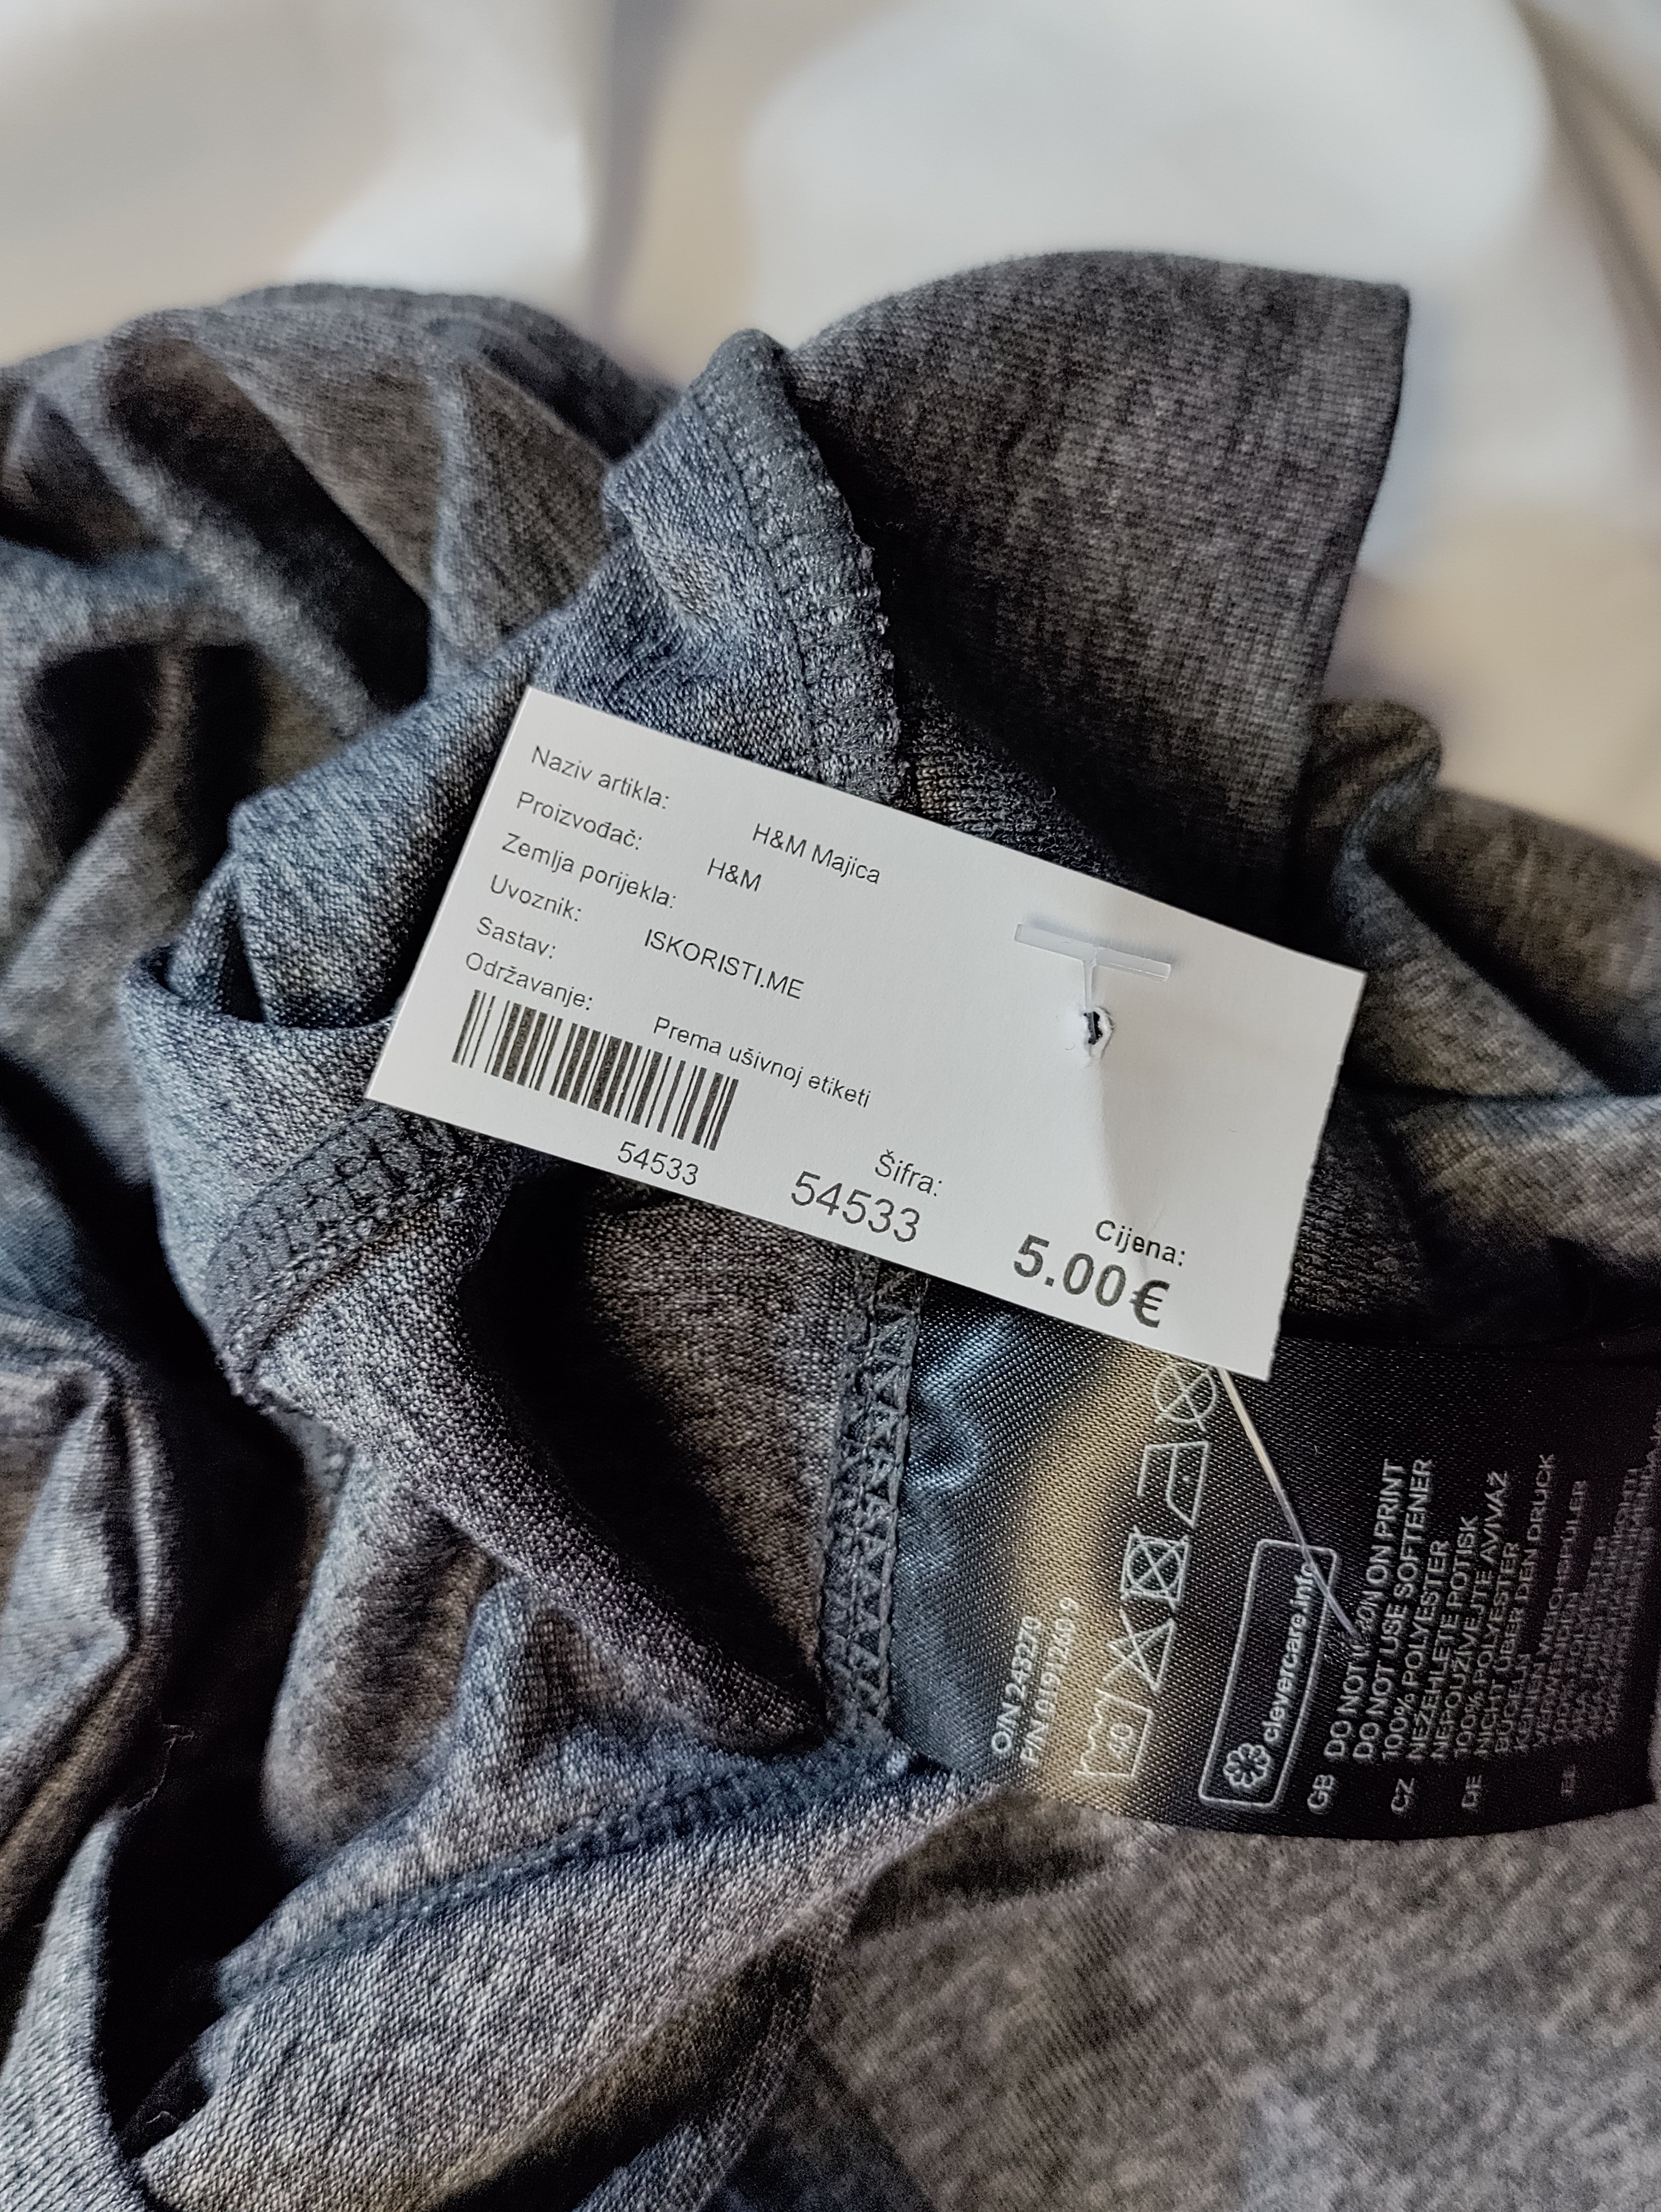 Naziv artikla: H&M Majica
Proizvođač: H&M
Zemlja porijekla:
Uvoznik: ISKORISTI.ME
Sastav:
Održavanje: Prema ušivnoj etiketi
54533
Šifra:
54533
Cijena:
5.00€
40
clevercare.info
GB DO NOT ON PRINT
DO NOT USE SOFTENER
100% POLYESTER
CZ NEŽEHLETE POTISK
NEPOUŽÍVEJTE AVIVÁŽ
100% POLYESTER
DE NICHT ÜBER DEN DRUCK
BÜGELN